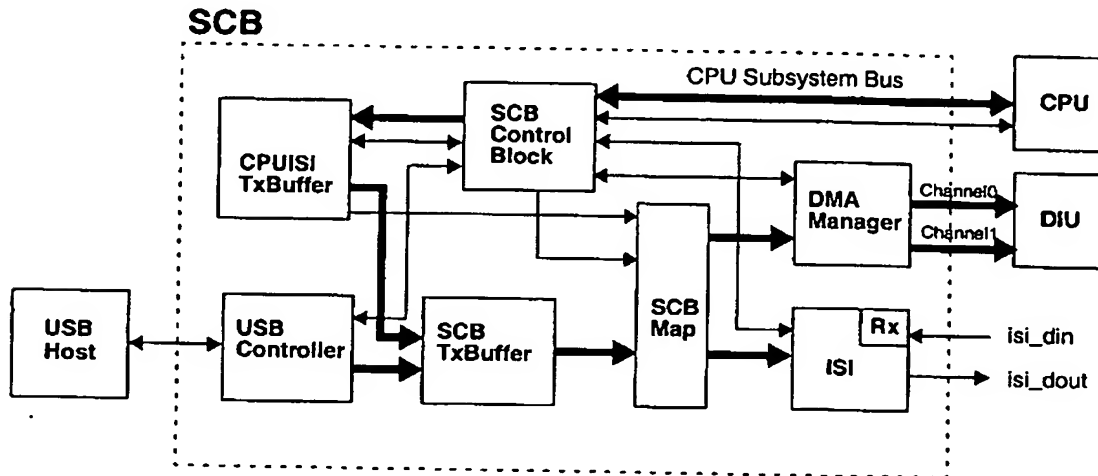 SCB
CPU Subsystem Bus
CPU
SCB
Control
Block
CPUISI
TxBuffer
DMA
Manager
Channel0
Channel1
DIU
USB
Host
USB
Controller
SCB
TxBuffer
SCB
Map
Rx
ISI
isi_din
isi_dout